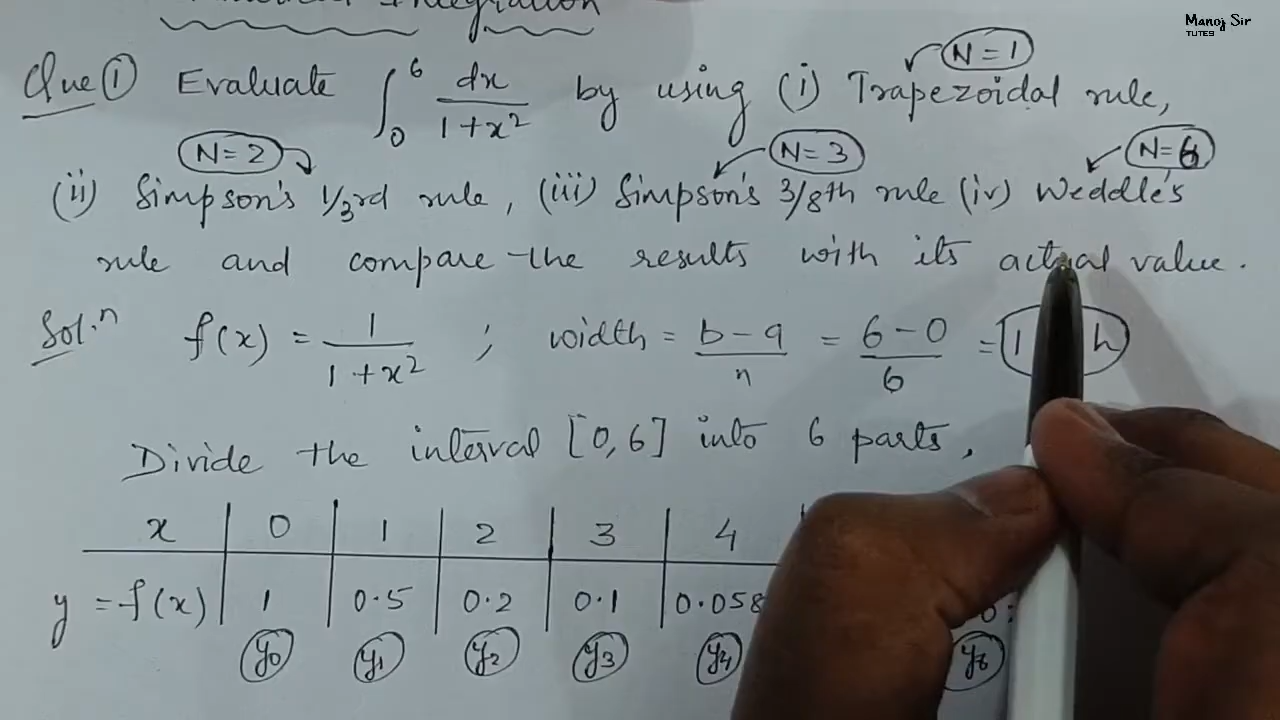 Manoj Sir
TUTES
Integration
N=1
Que ① Evaluate ∫₀⁶ dx/(1+x²) by using (i) Trapezoidal rule,
N=2 N=3 N=6
(ii) Simpson's 1/3rd rule, (iii) Simpson's 3/8th rule (iv) Weddle's
rule and compare the results with its actual value.
Sol.ⁿ f(x) = 1/(1+x²) ; width = (b-a)/n = (6-0)/6 = 1 h
Divide the interval [0,6] into 6 parts,
x 0 1 2 3 4
y = f(x) 1 0.5 0.2 0.1 0.058
y₀ y₁ y₂ y₃ y₄ y₆